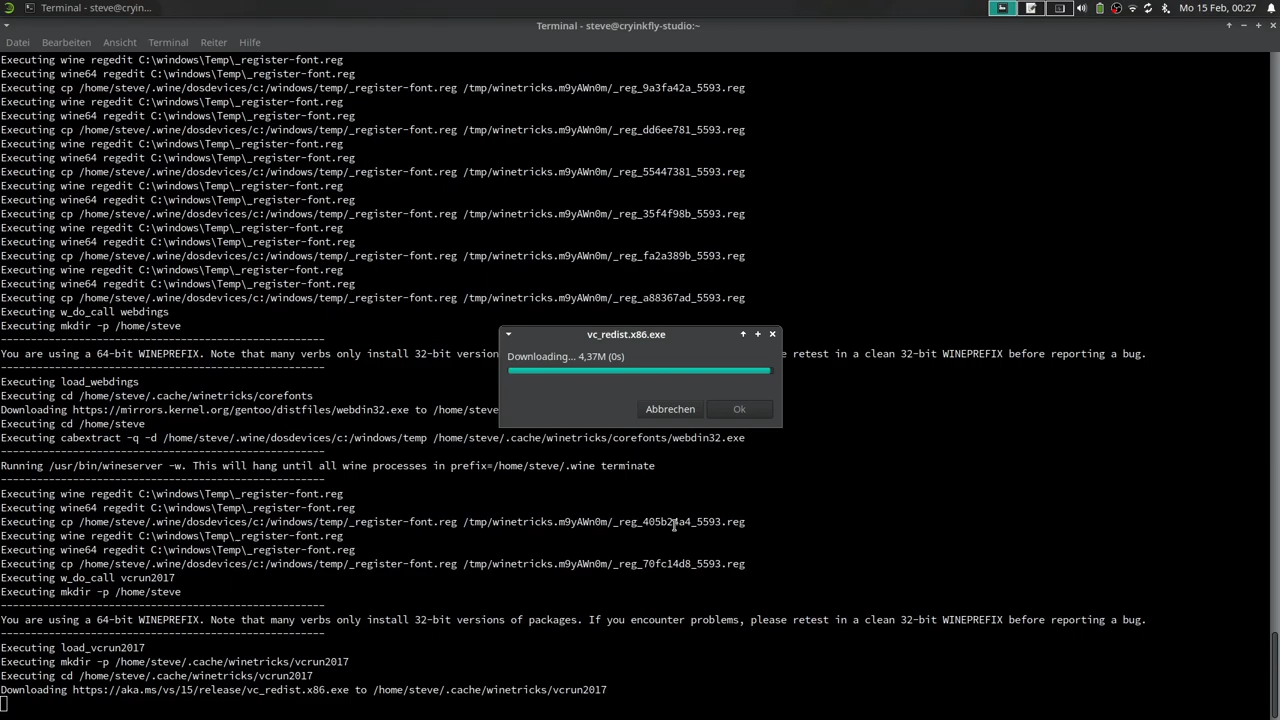 Terminal - steve@cryin...
Mo 15 Feb, 00:27
Terminal - steve@cryinkfly-studio:~
Datei Bearbeiten Ansicht Terminal Reiter Hilfe
Executing wine regedit C:\windows\Temp\_register-font.reg
Executing wine64 regedit C:\windows\Temp\_register-font.reg
Executing cp /home/steve/.wine/dosdevices/c:/windows/temp/_register-font.reg /tmp/winetricks.m9yAWn0m/_reg_9a3fa42a_5593.reg
Executing wine regedit C:\windows\Temp\_register-font.reg
Executing wine64 regedit C:\windows\Temp\_register-font.reg
Executing cp /home/steve/.wine/dosdevices/c:/windows/temp/_register-font.reg /tmp/winetricks.m9yAWn0m/_reg_dd6ee781_5593.reg
Executing wine regedit C:\windows\Temp\_register-font.reg
Executing wine64 regedit C:\windows\Temp\_register-font.reg
Executing cp /home/steve/.wine/dosdevices/c:/windows/temp/_register-font.reg /tmp/winetricks.m9yAWn0m/_reg_55447381_5593.reg
Executing wine regedit C:\windows\Temp\_register-font.reg
Executing wine64 regedit C:\windows\Temp\_register-font.reg
Executing cp /home/steve/.wine/dosdevices/c:/windows/temp/_register-font.reg /tmp/winetricks.m9yAWn0m/_reg_35f4f98b_5593.reg
Executing wine regedit C:\windows\Temp\_register-font.reg
Executing wine64 regedit C:\windows\Temp\_register-font.reg
Executing cp /home/steve/.wine/dosdevices/c:/windows/temp/_register-font.reg /tmp/winetricks.m9yAWn0m/_reg_fa2a389b_5593.reg
Executing wine regedit C:\windows\Temp\_register-font.reg
Executing wine64 regedit C:\windows\Temp\_register-font.reg
Executing cp /home/steve/.wine/dosdevices/c:/windows/temp/_register-font.reg /tmp/winetricks.m9yAWn0m/_reg_a88367ad_5593.reg
Executing w_do_call webdings
Executing mkdir -p /home/steve
------------------------------------------------------
You are using a 64-bit WINEPREFIX. Note that many verbs only install 32-bit version e retest in a clean 32-bit WINEPREFIX before reporting a bug.
------------------------------------------------------
Executing load_webdings
Executing cd /home/steve/.cache/winetricks/corefonts
Downloading https://mirrors.kernel.org/gentoo/distfiles/webdin32.exe to /home/steve
Executing cd /home/steve
Executing cabextract -q -d /home/steve/.wine/dosdevices/c:/windows/temp /home/steve/.cache/winetricks/corefonts/webdin32.exe
------------------------------------------------------
Running /usr/bin/wineserver -w. This will hang until all wine processes in prefix=/home/steve/.wine terminate
------------------------------------------------------
Executing wine regedit C:\windows\Temp\_register-font.reg
Executing wine64 regedit C:\windows\Temp\_register-font.reg
Executing cp /home/steve/.wine/dosdevices/c:/windows/temp/_register-font.reg
Executing wine regedit C:\windows\Temp\_register-font.reg
Executing wine64 regedit C:\windows\Temp\_register-font.reg
Executing cp /home/steve/.wine/dosdevices/c:/windows/temp/_register-font.reg /tmp/winetricks.m9yAWn0m/_reg_70fc14d8_5593.reg
Executing w_do_call vcrun2017
Executing mkdir -p /home/steve
------------------------------------------------------
You are using a 64-bit WINEPREFIX. Note that many verbs only install 32-bit versions of packages. If you encounter problems, please retest in a clean 32-bit WINEPREFIX before reporting a bug.
------------------------------------------------------
Executing load_vcrun2017
Executing mkdir -p /home/steve/.cache/winetricks/vcrun2017
Executing cd /home/steve/.cache/winetricks/vcrun2017
Downloading https://aka.ms/vs/15/release/vc_redist.x86.exe to /home/steve/.cache/winetricks/vcrun2017
vc_redist.x86.exe
Downloading... 4,37M (0s)
Abbrechen Ok